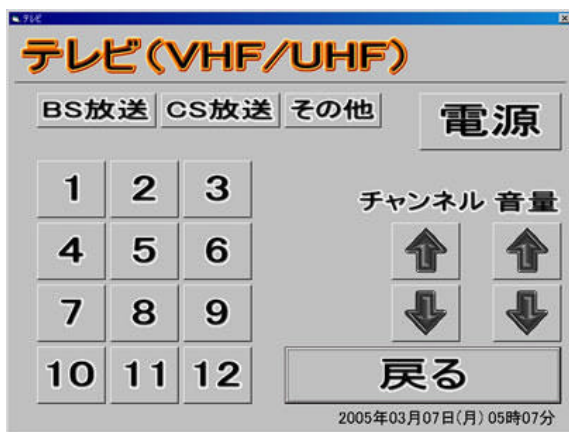 テレビ
テレビ(VHF/UHF)
BS放送 CS放送 その他
電源
1 2 3
チャンネル 音量
4 5 6
7 8 9
10 11 12
戻る
2005年03月07日(月) 05時07分